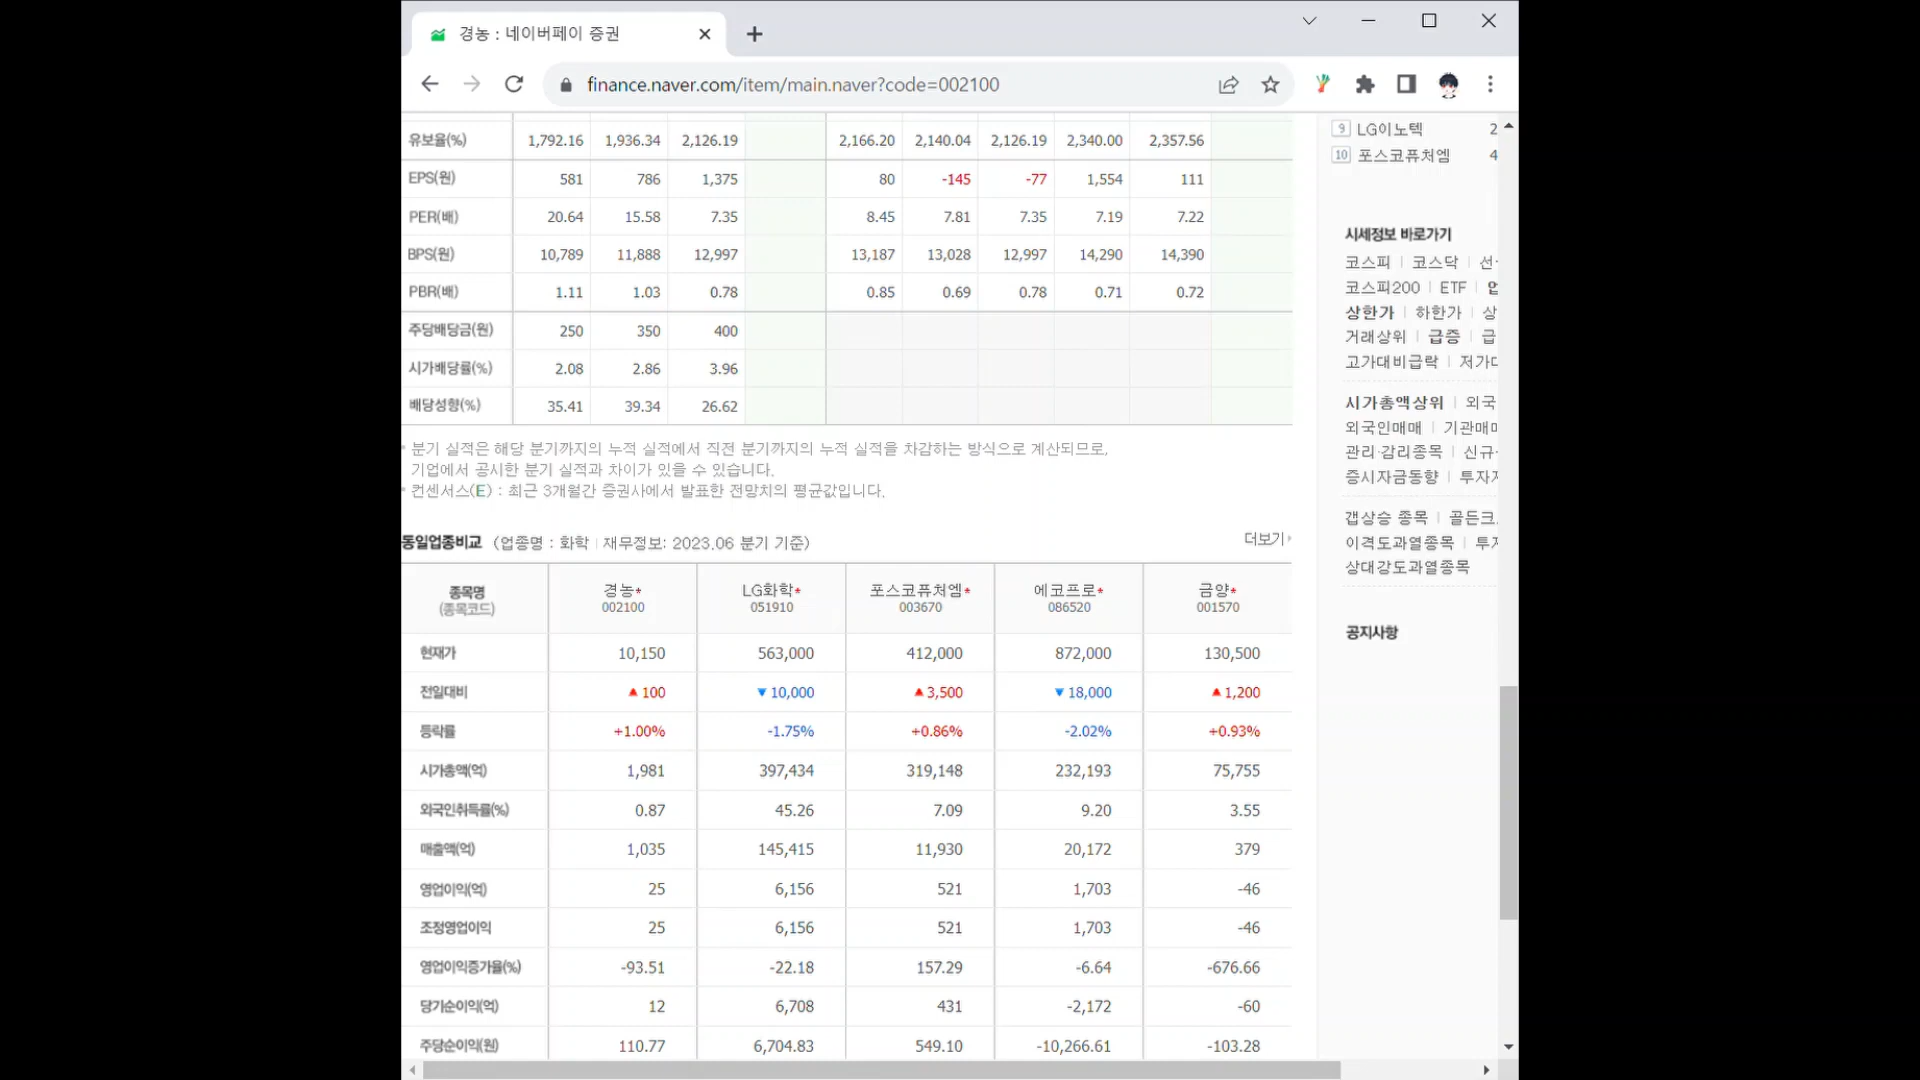 경농 : 네이버페이 증권
finance.naver.com/item/main.naver?code=002100
유보율(%) 1,792.16 1,936.34 2,126.19 2,166.20 2,140.04 2,126.19 2,340.00 2,357.56
EPS(원) 581 786 1,375 80 -145 -77 1,554 111
PER(배) 20.64 15.58 7.35 8.45 7.81 7.35 7.19 7.22
BPS(원) 10,789 11,888 12,997 13,187 13,028 12,997 14,290 14,390
PBR(배) 1.11 1.03 0.78 0.85 0.69 0.78 0.71 0.72
주당배당금(원) 250 350 400
시가배당률(%) 2.08 2.86 3.96
배당성향(%) 35.41 39.34 26.62
* 분기 실적은 해당 분기까지의 누적 실적에서 직전 분기까지의 누적 실적을 차감하는 방식으로 계산되므로,
기업에서 공시한 분기 실적과 차이가 있을 수 있습니다.
* 컨센서스(E) : 최근 3개월간 증권사에서 발표한 전망치의 평균값입니다.
동일업종비교 (업종명 : 화학 | 재무정보: 2023.06 분기 기준) 더보기
종목명 경농* LG화학* 포스코퓨처엠* 에코프로* 금양*
(종목코드) 002100 051910 003670 086520 001570
현재가 10,150 563,000 412,000 872,000 130,500
전일대비 ▲100 ▼10,000 ▲3,500 ▼18,000 ▲1,200
등락률 +1.00% -1.75% +0.86% -2.02% +0.93%
시가총액(억) 1,981 397,434 319,148 232,193 75,755
외국인취득률(%) 0.87 45.26 7.09 9.20 3.55
매출액(억) 1,035 145,415 11,930 20,172 379
영업이익(억) 25 6,156 521 1,703 -46
조정영업이익 25 6,156 521 1,703 -46
영업이익증가율(%) -93.51 -22.18 157.29 -6.64 -676.66
당기순이익(억) 12 6,708 431 -2,172 -60
주당순이익(원) 110.77 6,704.83 549.10 -10,266.61 -103.28
9 LG이노텍 2
10 포스코퓨처엠 4
시세정보 바로가기
코스피 | 코스닥 | 선
코스피200 | ETF |
상한가 | 하한가 | 상
거래상위 | 급증 | 급
고가대비급락 | 저가
시가총액상위 | 외국
외국인매매 | 기관매
관리·감리종목 | 신규
증시자금동향 | 투자
갭상승 종목 | 골든크
이격도과열종목 | 투
상대강도과열종목
공지사항